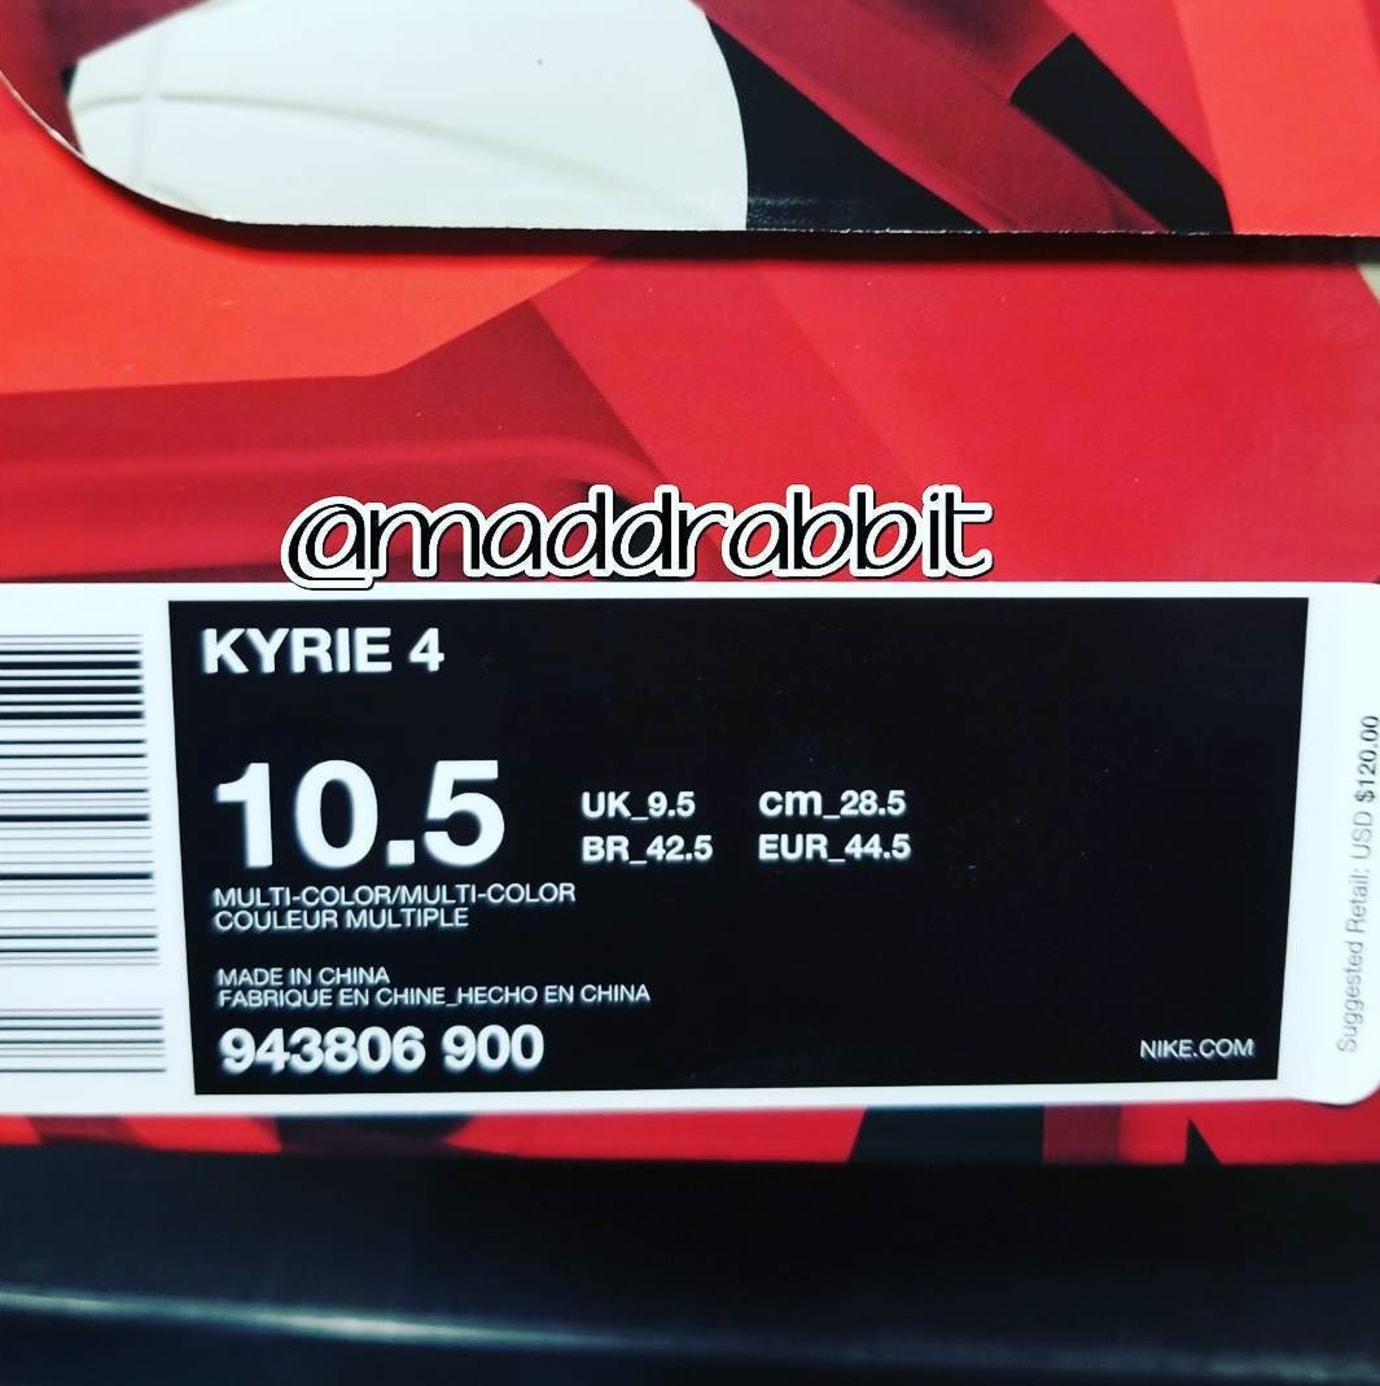 @maddrabbit
KYRIE 4
10.5
UK_9.5 cm_28.5
BR_42.5 EUR_44.5
MULTI-COLOR/MULTI-COLOR
COULEUR MULTIPLE
MADE IN CHINA
FABRIQUE EN CHINE_HECHO EN CHINA
943806 900
NIKE.COM
Suggested Retail: USD $120.00